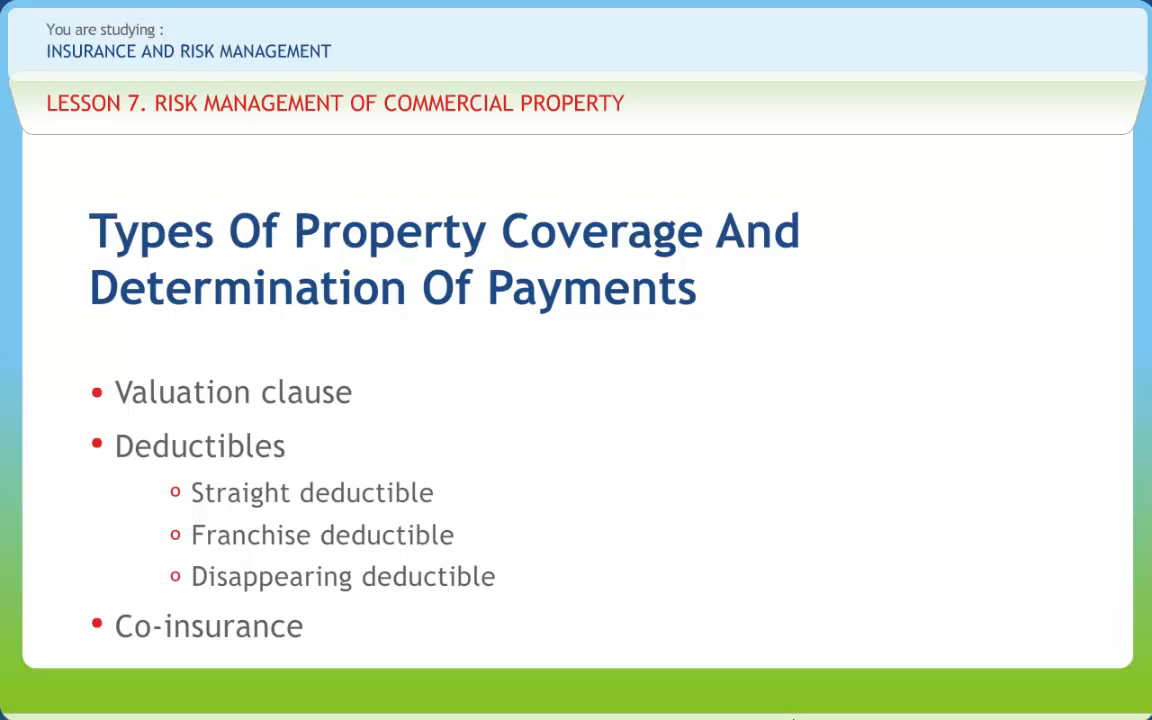 You are studying :
INSURANCE AND RISK MANAGEMENT
LESSON 7. RISK MANAGEMENT OF COMMERCIAL PROPERTY
Types Of Property Coverage And
Determination Of Payments
• Valuation clause
• Deductibles
o Straight deductible
o Franchise deductible
o Disappearing deductible
• Co-insurance